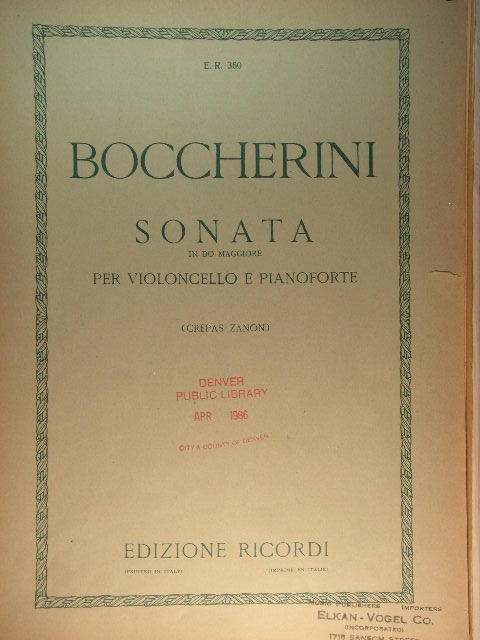 E. R. 360
BOCCHERINI
SONATA
IN DO MAGGIORE
PER VIOLONCELLO E PIANOFORTE
(CREPAS-ZANON)
DENVER
PUBLIC LIBRARY
APR 1986
CITY & COUNTY OF DENVER
EDIZIONE RICORDI
(PRINTED IN ITALY) (IMPRIMÉ EN ITALIE)
MUSIC PUBLISHERS IMPORTERS
ELKAN-VOGEL CO.
(INCORPORATED)
1716 SANSOM STREET